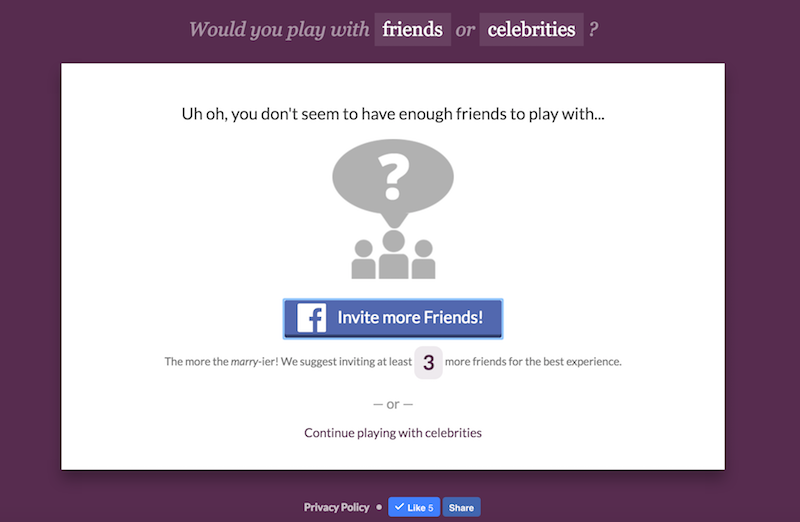 Would you play with friends or celebrities ?
Uh oh, you don't seem to have enough friends to play with...
?
f Invite more Friends!
The more the marry-ier! We suggest inviting at least 3 more friends for the best experience.
— or —
Continue playing with celebrities
Privacy Policy • Like 5 Share